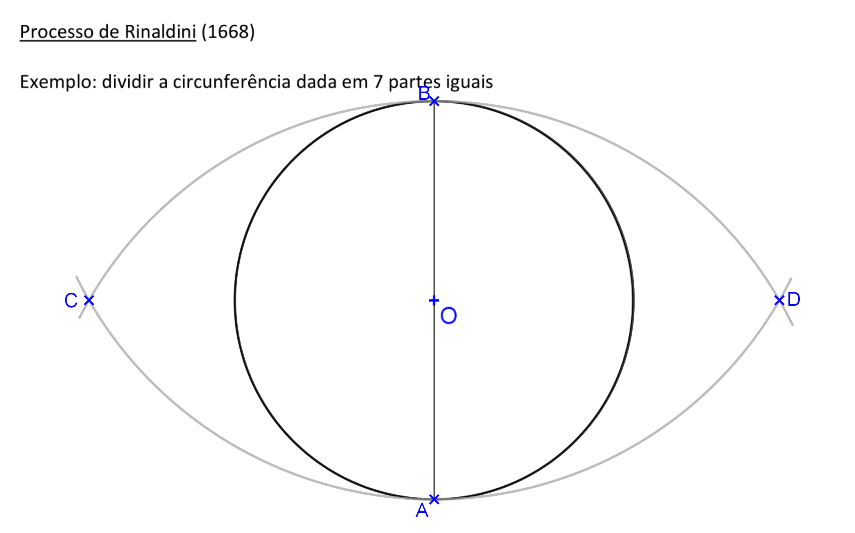 Processo de Rinaldini (1668)
Exemplo: dividir a circunferência dada em 7 partes iguais
B
C
D
O
A